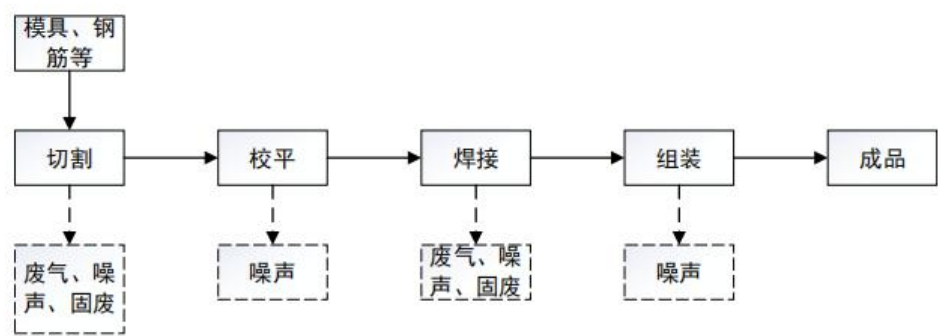 模具、钢
筋等
切割
校平
焊接
组装
成品
废气、噪
声、固废
噪声
废气、噪
声、固废
噪声